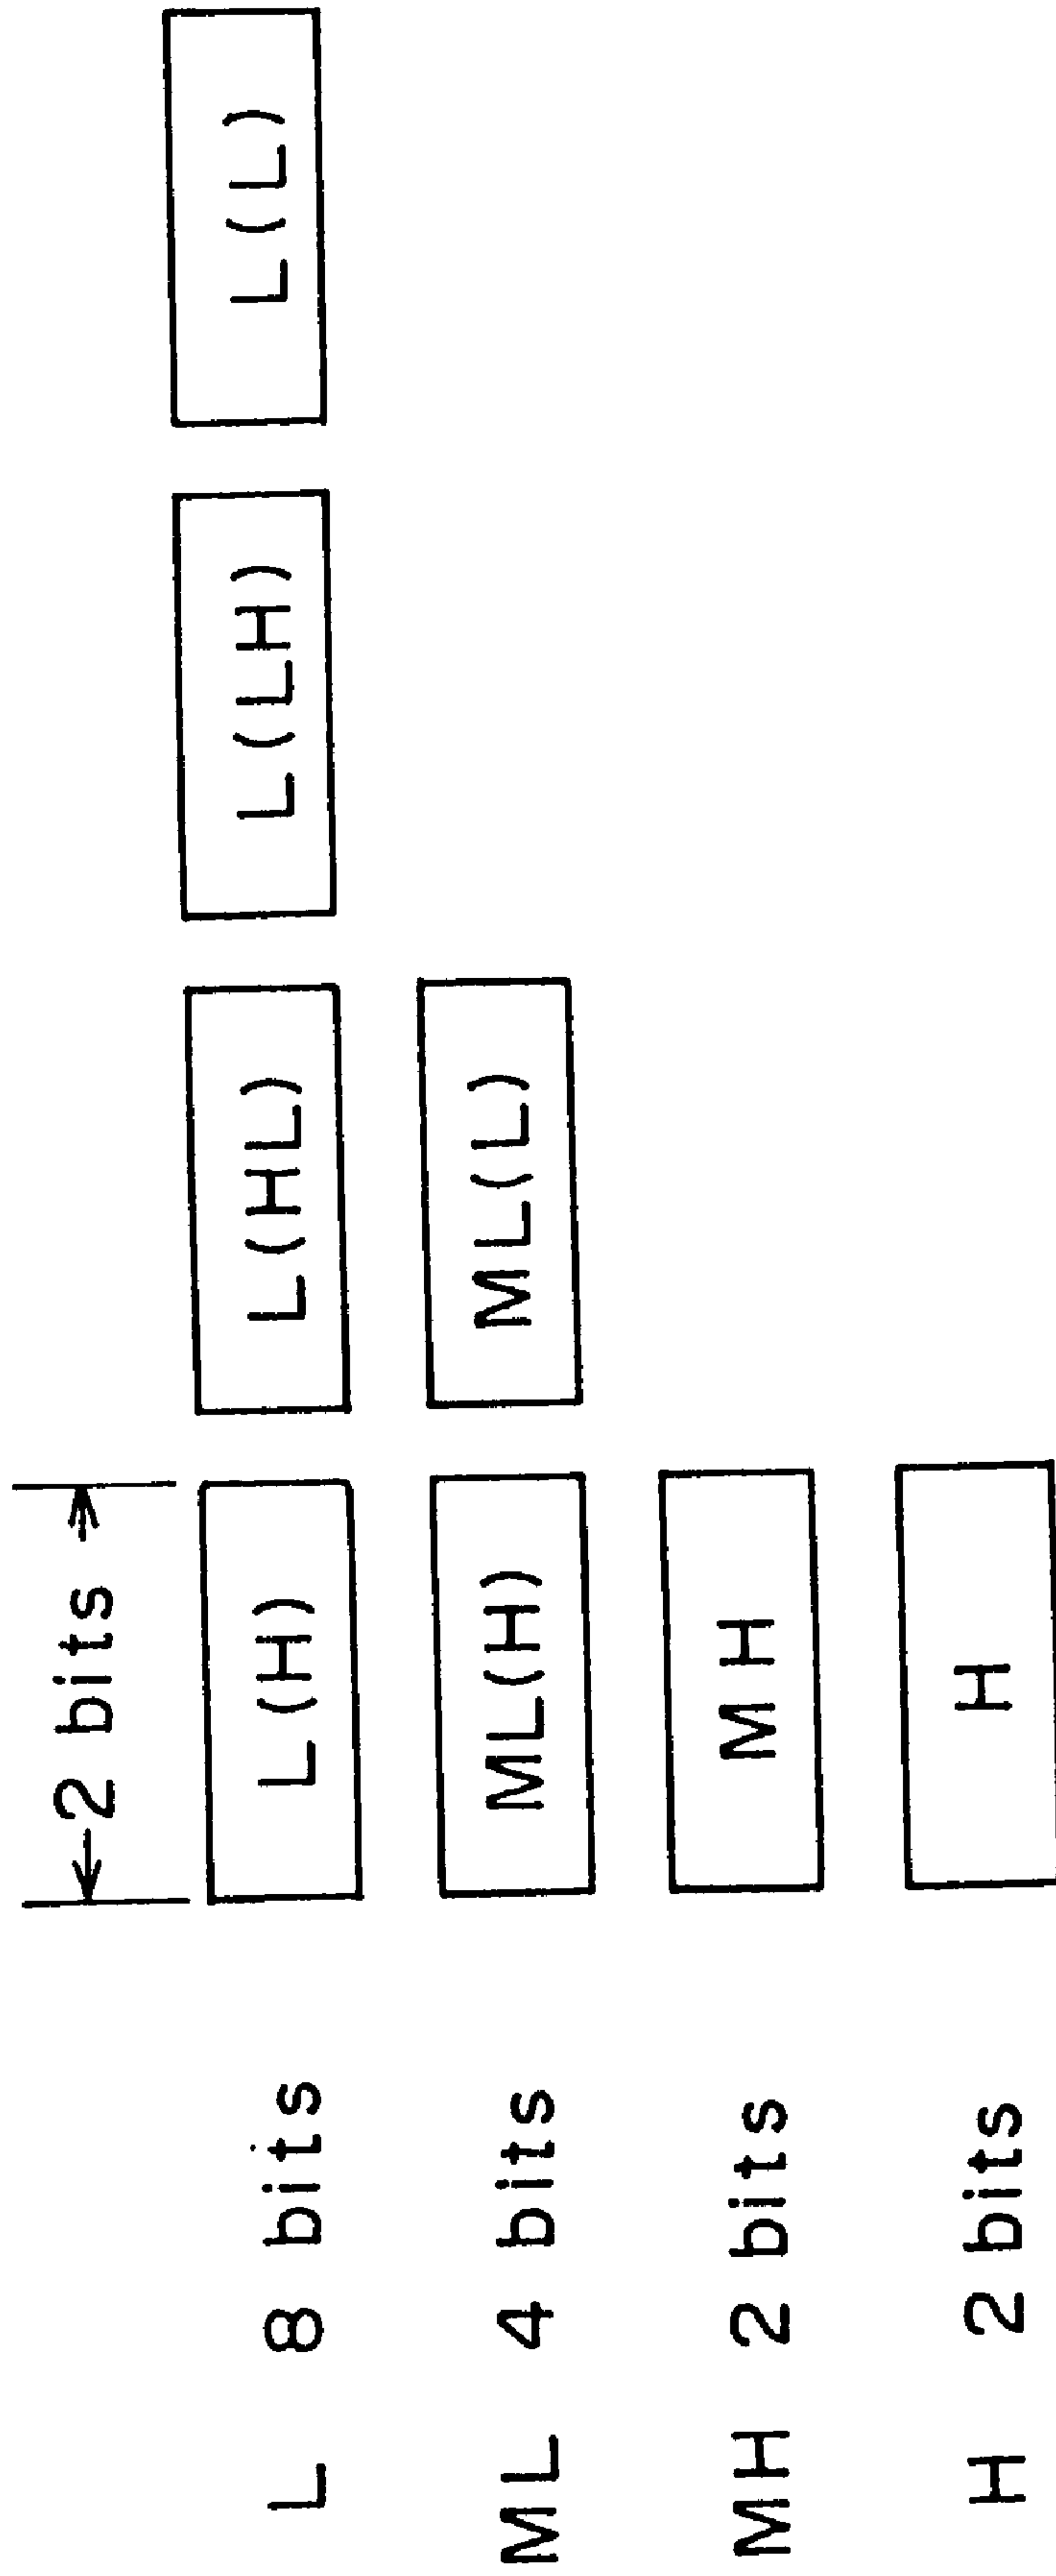 ←2 bits→
L 8 bits L(H) L(HL) L(LH) L(L)
ML 4 bits ML(H) ML(L)
MH 2 bits MH
H 2 bits H